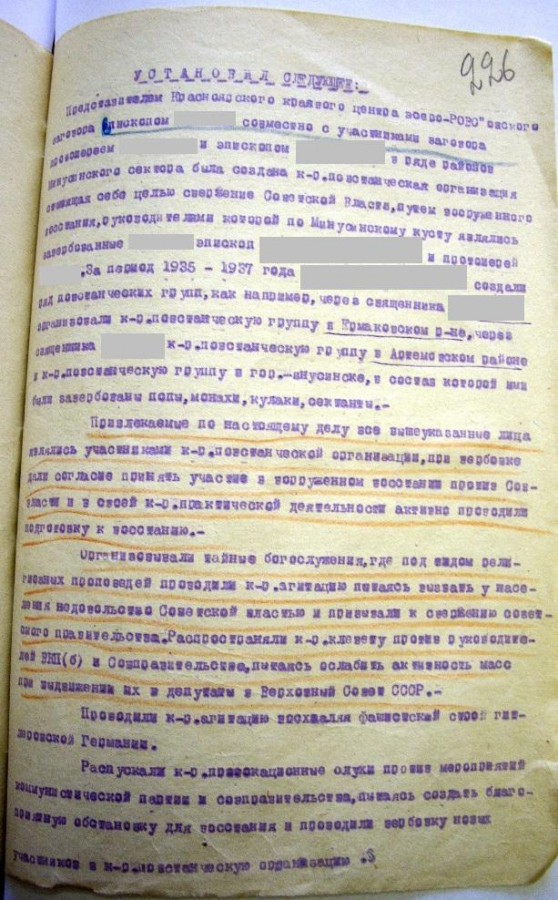 226
УСТАНОВИЛ СЛЕДУЮЩЕЕ:
Представителем Красноярского краевого центра эсеро-РОВС"овского
заговора Епископом совместно с участниками заговора
протоиереем и епископом в ряде районов
Минусинского сектора была создана к-р.повстанческая организация
ставящая себе целью свержение Советской Власти,путем вооруженного
восстания,руководителями которой по Минусинскому кусту являлись
завербованные епископ и протоиерей
.За период 1935 - 1937 года создали
ряд повстанческих групп,как например,через священника
организовали к-р.повстанческую группу в Ермаковском р-не,через
священника к-р.повстанческую группу в Артемовском районе
и к-р.повстанческую группу в гор.-инусинске,в состав которой ими
были завербованы попы,монахи,кулаки,сектанты.-
Привлекаемые по настоящему делу все вышеуказанные лица
являлись участниками к-р.повстанческой организации,при вербовке
дали согласие принять участие в вооруженном восстании против Сов-
власти и в своей к-р.практической деятельности активно проводили
подготовку к восстанию.-
Организовывали тайные богослужения,где под видом рели-
гиозных проповедей проводили к-р.агитацию пытаясь вызвать у насе-
ления недовольство Советской властью и призывали к свержению совет-
ского правительства.Распространяли к-р.клевету против руководите-
лей ВКП(б) и Совправительства,пытаясь ослабить активность масс
при выдвижении их в депутаты в Верховный Совет СССР.-
Проводили к-р.агитацию восхваляя фашистский строй гит-
леровской Германии.
Распускали к-р.провокационные слухи против мероприятий
коммунистической партии и совправительства,пытаясь создать благо-
приятную обстановку для восстания и проводили вербовку новых
участников в к-р.повстанческую организацию.